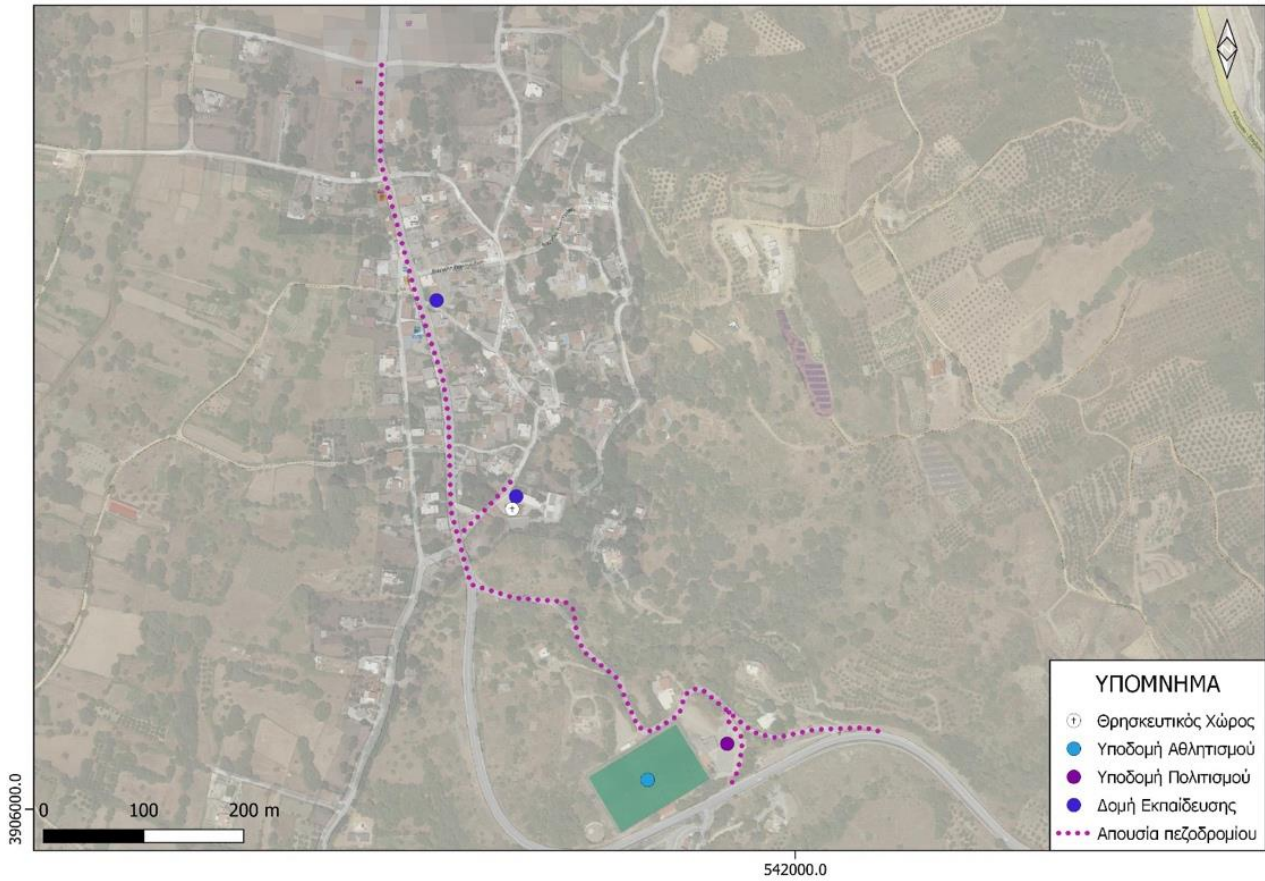 ΥΠΟΜΝΗΜΑ
Θρησκευτικός Χώρος
Υποδομή Αθλητισμού
Υποδομή Πολιτισμού
Δομή Εκπαίδευσης
Απουσία πεζοδρομίου
0 100 200 m
3906000.0
542000.0